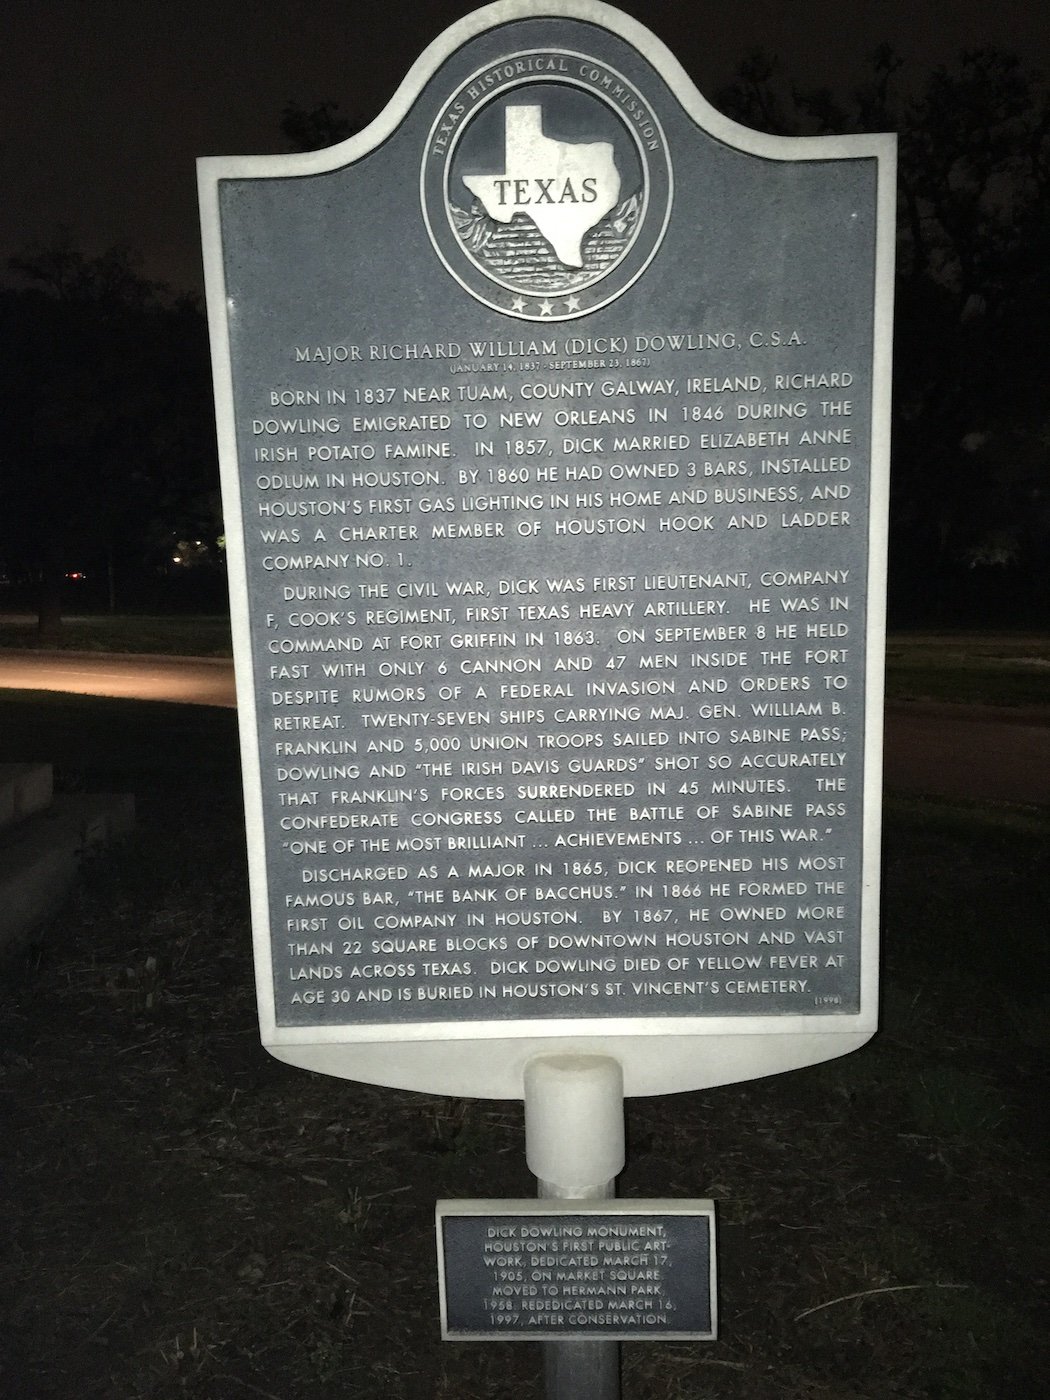 TEXAS HISTORICAL COMMISSION
TEXAS
MAJOR RICHARD WILLIAM (DICK) DOWLING, C.S.A.
(JANUARY 14, 1837 - SEPTEMBER 23, 1867)
BORN IN 1837 NEAR TUAM, COUNTY GALWAY, IRELAND, RICHARD
DOWLING EMIGRATED TO NEW ORLEANS IN 1846 DURING THE
IRISH POTATO FAMINE. IN 1857, DICK MARRIED ELIZABETH ANNE
ODLUM IN HOUSTON. BY 1860 HE HAD OWNED 3 BARS, INSTALLED
HOUSTON'S FIRST GAS LIGHTING IN HIS HOME AND BUSINESS, AND
WAS A CHARTER MEMBER OF HOUSTON HOOK AND LADDER
COMPANY NO. 1.
DURING THE CIVIL WAR, DICK WAS FIRST LIEUTENANT, COMPANY
F, COOK'S REGIMENT, FIRST TEXAS HEAVY ARTILLERY. HE WAS IN
COMMAND AT FORT GRIFFIN IN 1863. ON SEPTEMBER 8 HE HELD
FAST WITH ONLY 6 CANNON AND 47 MEN INSIDE THE FORT
DESPITE RUMORS OF A FEDERAL INVASION AND ORDERS TO
RETREAT. TWENTY-SEVEN SHIPS CARRYING MAJ. GEN. WILLIAM B.
FRANKLIN AND 5,000 UNION TROOPS SAILED INTO SABINE PASS;
DOWLING AND "THE IRISH DAVIS GUARDS" SHOT SO ACCURATELY
THAT FRANKLIN'S FORCES SURRENDERED IN 45 MINUTES. THE
CONFEDERATE CONGRESS CALLED THE BATTLE OF SABINE PASS
"ONE OF THE MOST BRILLIANT ... ACHIEVEMENTS ... OF THIS WAR."
DISCHARGED AS A MAJOR IN 1865, DICK REOPENED HIS MOST
FAMOUS BAR, "THE BANK OF BACCHUS." IN 1866 HE FORMED THE
FIRST OIL COMPANY IN HOUSTON. BY 1867, HE OWNED MORE
THAN 22 SQUARE BLOCKS OF DOWNTOWN HOUSTON AND VAST
LANDS ACROSS TEXAS. DICK DOWLING DIED OF YELLOW FEVER AT
AGE 30 AND IS BURIED IN HOUSTON'S ST. VINCENT'S CEMETERY.
(1998)
DICK DOWLING MONUMENT,
HOUSTON'S FIRST PUBLIC ART-
WORK, DEDICATED MARCH 17,
1905, ON MARKET SQUARE.
MOVED TO HERMANN PARK,
1958. REDEDICATED MARCH 16,
1997, AFTER CONSERVATION.